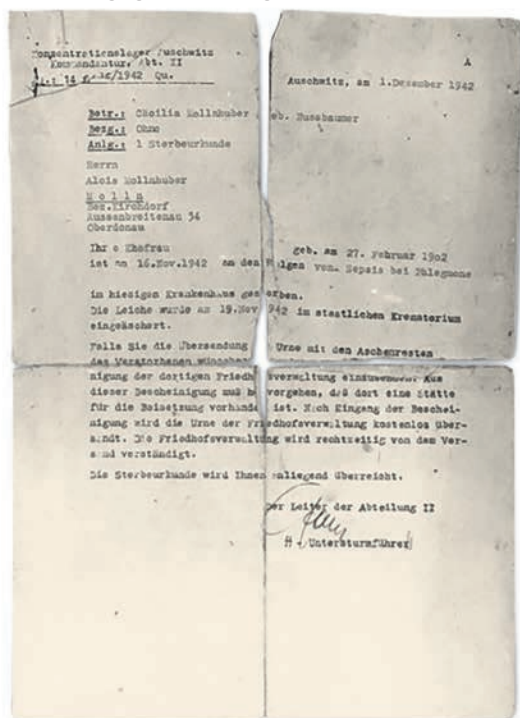 Konzentrationslager Auschwitz
Kommandantur, Abt. II
14 /1942 Qu.
A
Auschwitz, am 1.Dezember 1942
Betr.: Cäcilia Mollnhuber geb. Nussbaumer
Bezg.: Ohne
Anlg.: 1 Sterbeurkunde
Herrn
Alois Mollnhuber
M o l l n
Bez.Kirchdorf
Aussenbreitenau 34
Oberdonau
Ihre Ehefrau geb. am 27. Februar 1902
ist am 16.Nov.1942 an den Folgen von Sepsis bei Phlegmone
im hiesigen Krankenhaus gestorben.
Die Leiche wurde am 19.Nov.1942 im staatlichen Krematorium
eingeäschert.
Falls Sie die Übersendung Urne mit den Aschenresten
des Verstorbenen wünschen
nigung der dortigen Friedhofsverwaltung einzusenden. Aus
dieser Bescheinigung muß hervorgehen, daß dort eine Stätte
für die Beisetzung vorhanden ist. Nach Eingang der Beschei-
nigung wird die Urne der Friedhofsverwaltung kostenlos über-
sandt. Die Friedhofsverwaltung wird rechtzeitig von dem Ver-
sand verständigt.
Die Sterbeurkunde wird Ihnen anliegend überreicht.
Der Leiter der Abteilung II
SS - Untersturmführer